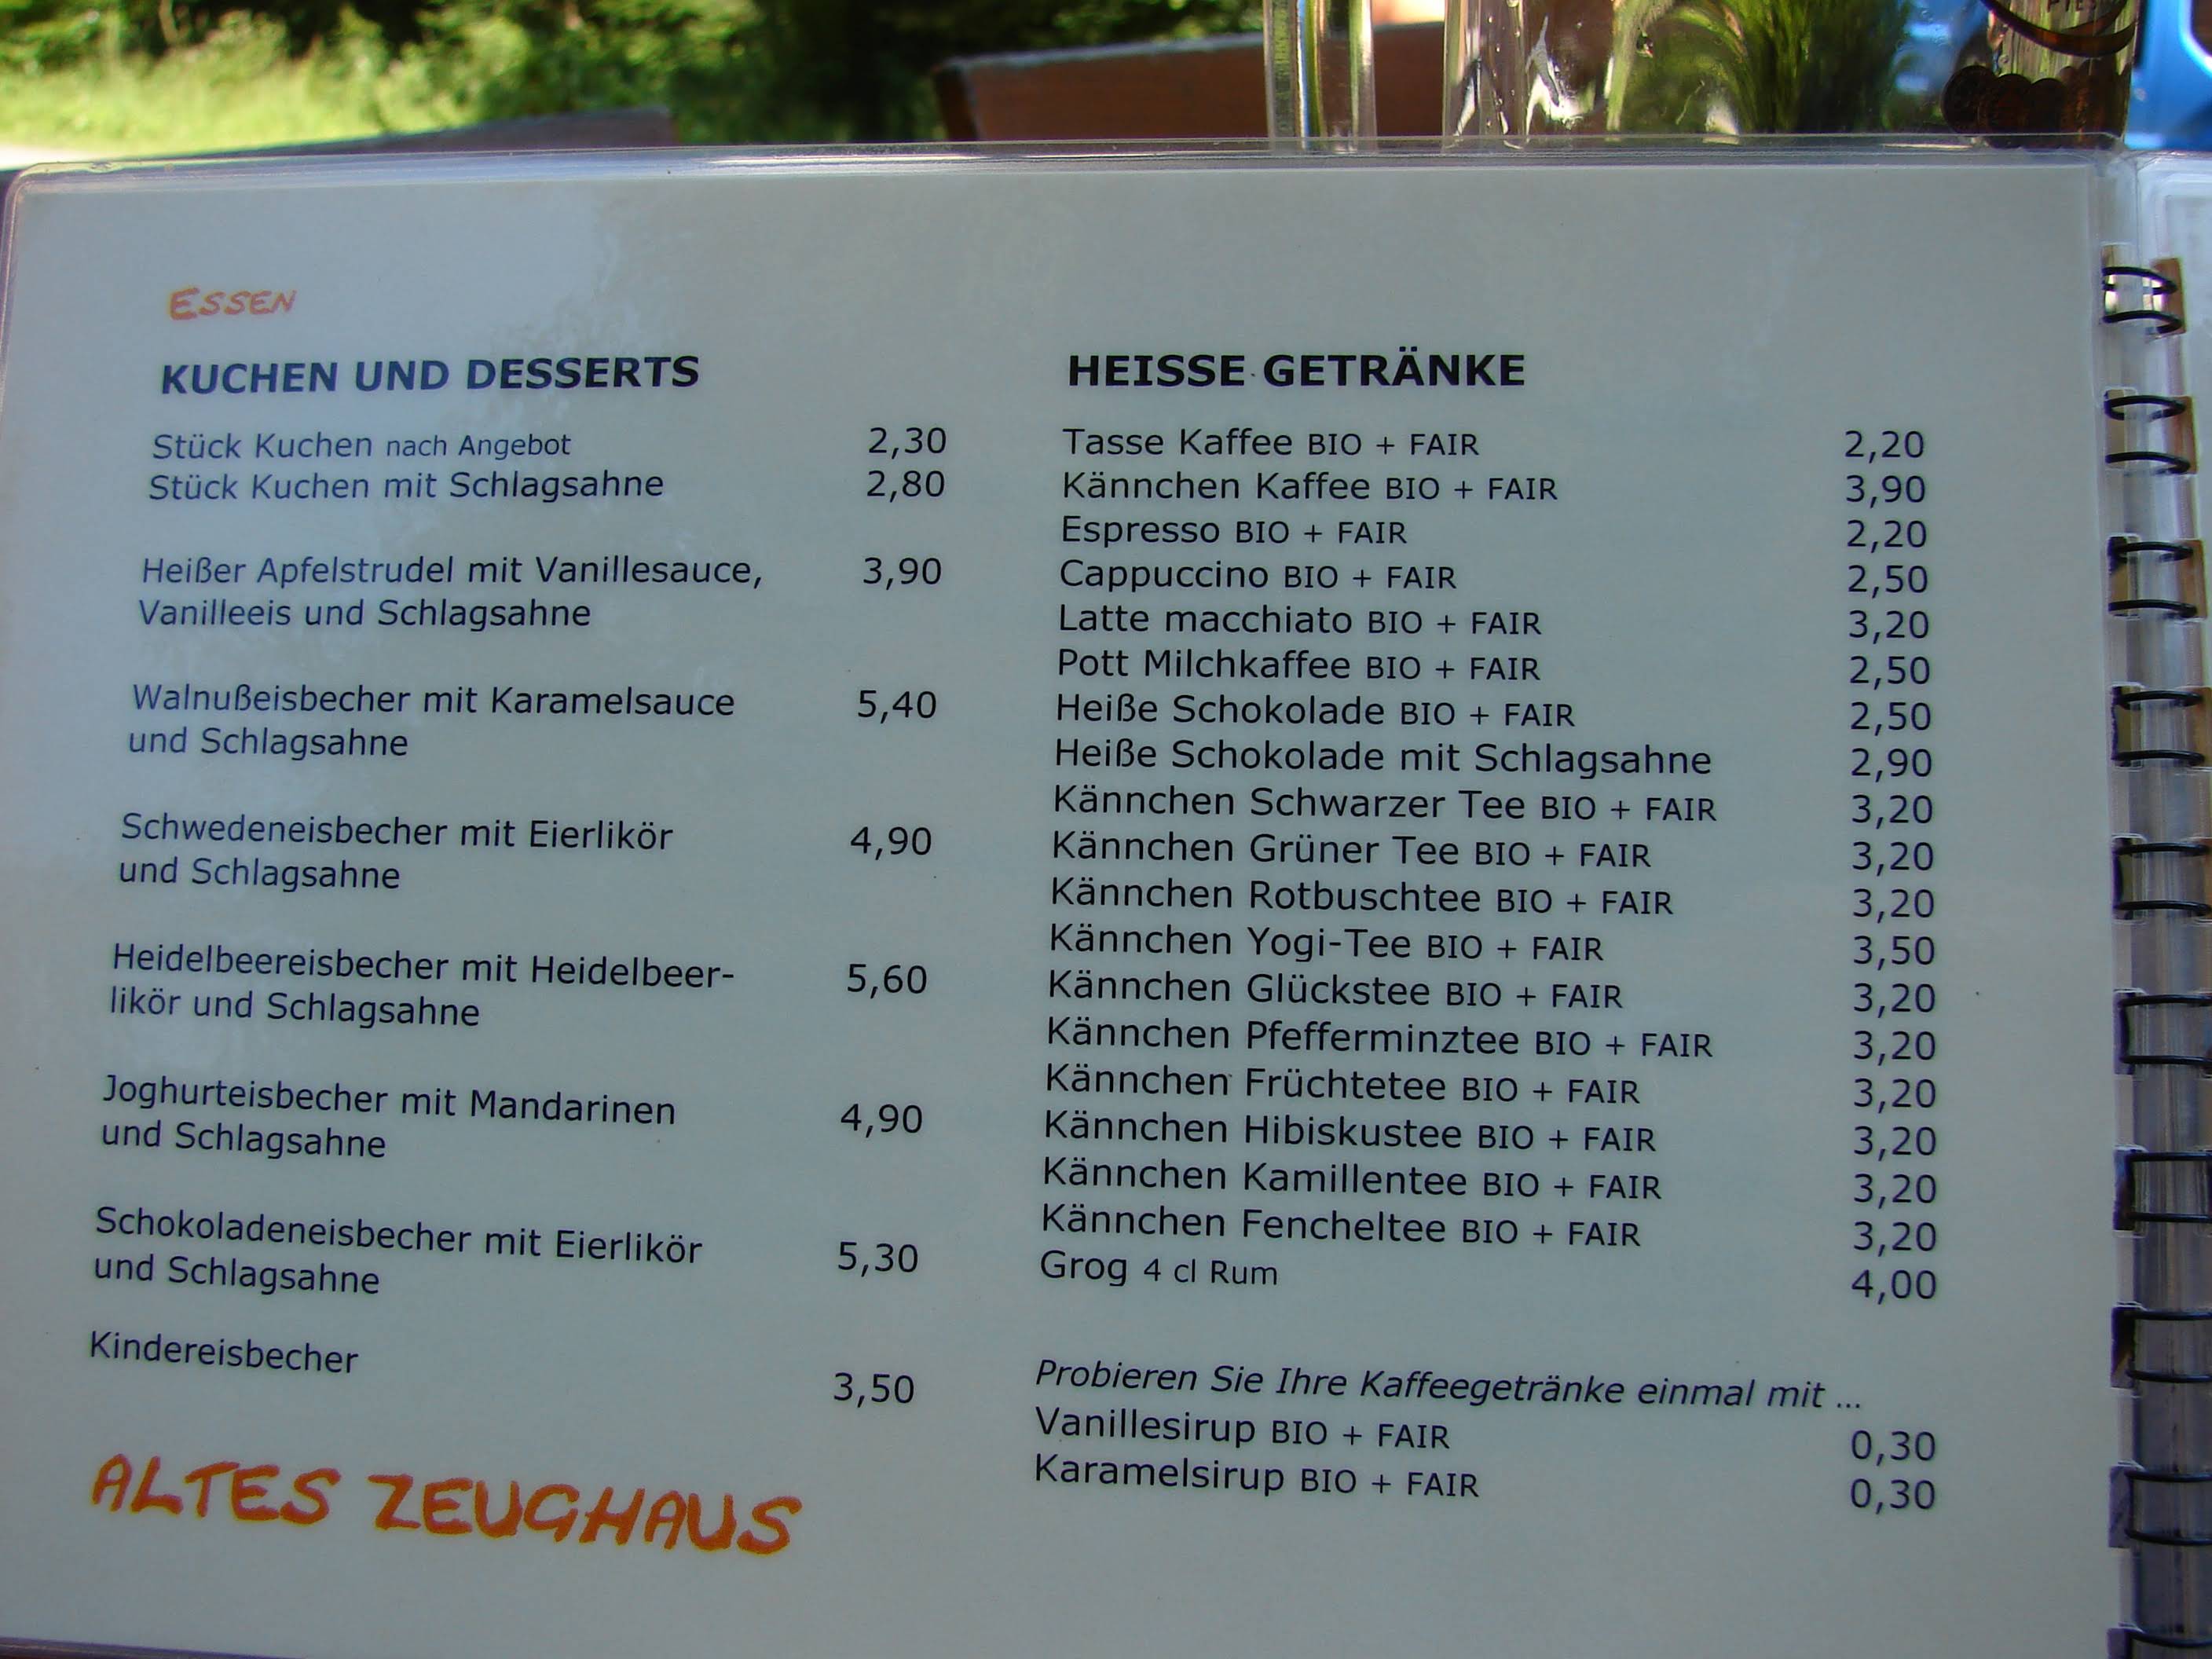 ESSEN
KUCHEN UND DESSERTS
Stück Kuchen nach Angebot 2,30
Stück Kuchen mit Schlagsahne 2,80
Heißer Apfelstrudel mit Vanillesauce, 3,90
Vanilleeis und Schlagsahne
Walnußeisbecher mit Karamelsauce 5,40
und Schlagsahne
Schwedeneisbecher mit Eierlikör 4,90
und Schlagsahne
Heidelbeereisbecher mit Heidelbeer- 5,60
likör und Schlagsahne
Joghurteisbecher mit Mandarinen 4,90
und Schlagsahne
Schokoladeneisbecher mit Eierlikör 5,30
und Schlagsahne
Kindereisbecher 3,50
ALTES ZEUGHAUS
HEISSE GETRÄNKE
Tasse Kaffee BIO + FAIR 2,20
Kännchen Kaffee BIO + FAIR 3,90
Espresso BIO + FAIR 2,20
Cappuccino BIO + FAIR 2,50
Latte macchiato BIO + FAIR 3,20
Pott Milchkaffee BIO + FAIR 2,50
Heiße Schokolade BIO + FAIR 2,50
Heiße Schokolade mit Schlagsahne 2,90
Kännchen Schwarzer Tee BIO + FAIR 3,20
Kännchen Grüner Tee BIO + FAIR 3,20
Kännchen Rotbuschtee BIO + FAIR 3,20
Kännchen Yogi-Tee BIO + FAIR 3,50
Kännchen Glückstee BIO + FAIR 3,20
Kännchen Pfefferminztee BIO + FAIR 3,20
Kännchen Früchtetee BIO + FAIR 3,20
Kännchen Hibiskustee BIO + FAIR 3,20
Kännchen Kamillentee BIO + FAIR 3,20
Kännchen Fencheltee BIO + FAIR 3,20
Grog 4 cl Rum 4,00
Probieren Sie Ihre Kaffeegetränke einmal mit ...
Vanillesirup BIO + FAIR 0,30
Karamelsirup BIO + FAIR 0,30